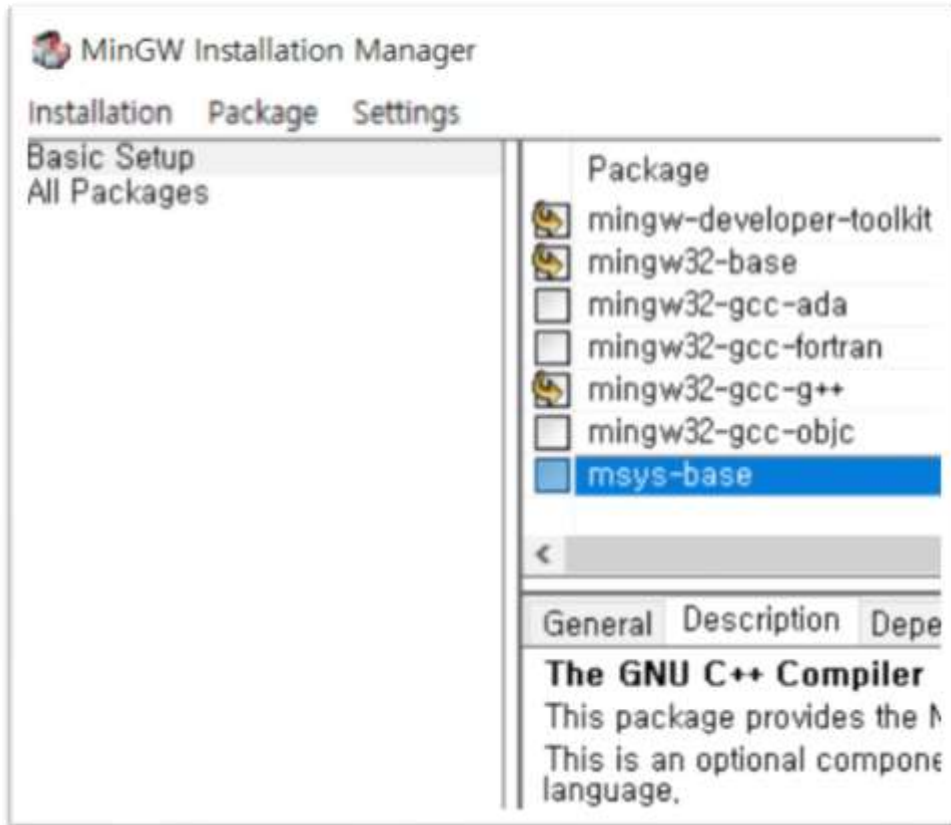 MinGW Installation Manager
Installation Package Settings
Basic Setup
All Packages
Package
mingw-developer-toolkit
mingw32-base
mingw32-gcc-ada
mingw32-gcc-fortran
mingw32-gcc-g++
mingw32-gcc-objc
msys-base
General Description Depe
The GNU C++ Compiler
This package provides the
This is an optional compone
language,